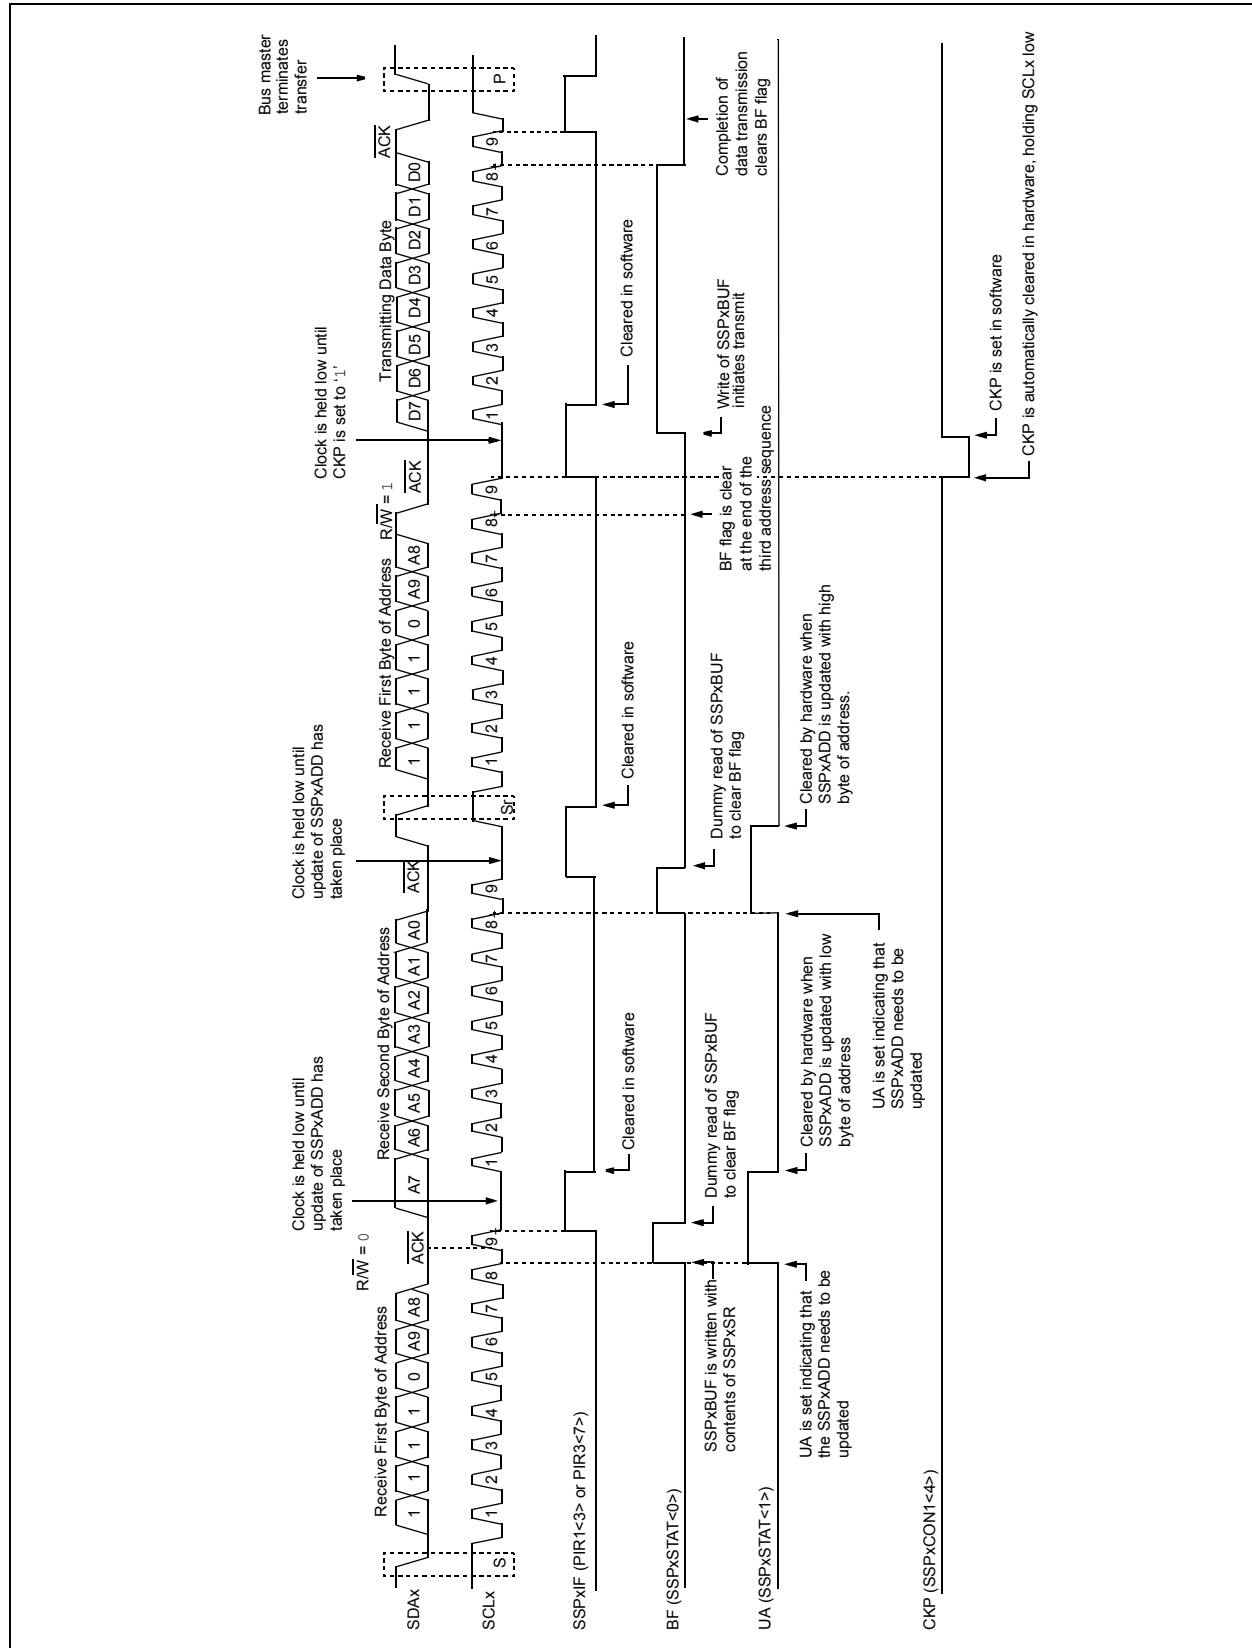 SDAx
S
Receive First Byte of Address
1
1
1
1
0
A9
A8
R/W = 0
ACK
Clock is held low until
update of SSPxADD has
taken place
Receive Second Byte of Address
A7
A6
A5
A4
A3
A2
A1
A0
ACK
Clock is held low until
update of SSPxADD has
taken place
Sr
Receive First Byte of Address
1
1
1
1
0
A9
A8
R/W = 1
ACK
Clock is held low until
CKP is set to ‘1’
Transmitting Data Byte
D7
D6
D5
D4
D3
D2
D1
D0
ACK
Bus master
terminates
transfer
P
SCLx
1
2
3
4
5
6
7
8
9
1
2
3
4
5
6
7
8
9
1
2
3
4
5
6
7
8
9
1
2
3
4
5
6
7
8
9
SSPxIF (PIR1<3> or PIR3<7>)
Cleared in software
Cleared in software
Cleared in software
BF (SSPxSTAT<0>)
SSPxBUF is written with
contents of SSPxSR
Dummy read of SSPxBUF
to clear BF flag
Dummy read of SSPxBUF
to clear BF flag
BF flag is clear
at the end of the
third address sequence
Write of SSPxBUF
initiates transmit
Completion of
data transmission
clears BF flag
UA (SSPxSTAT<1>)
UA is set indicating that
the SSPxADD needs to be
updated
Cleared by hardware when
SSPxADD is updated with low
byte of address
UA is set indicating that
SSPxADD needs to be
updated
Cleared by hardware when
SSPxADD is updated with high
byte of address.
CKP (SSPxCON1<4>)
CKP is set in software
CKP is automatically cleared in hardware, holding SCLx low